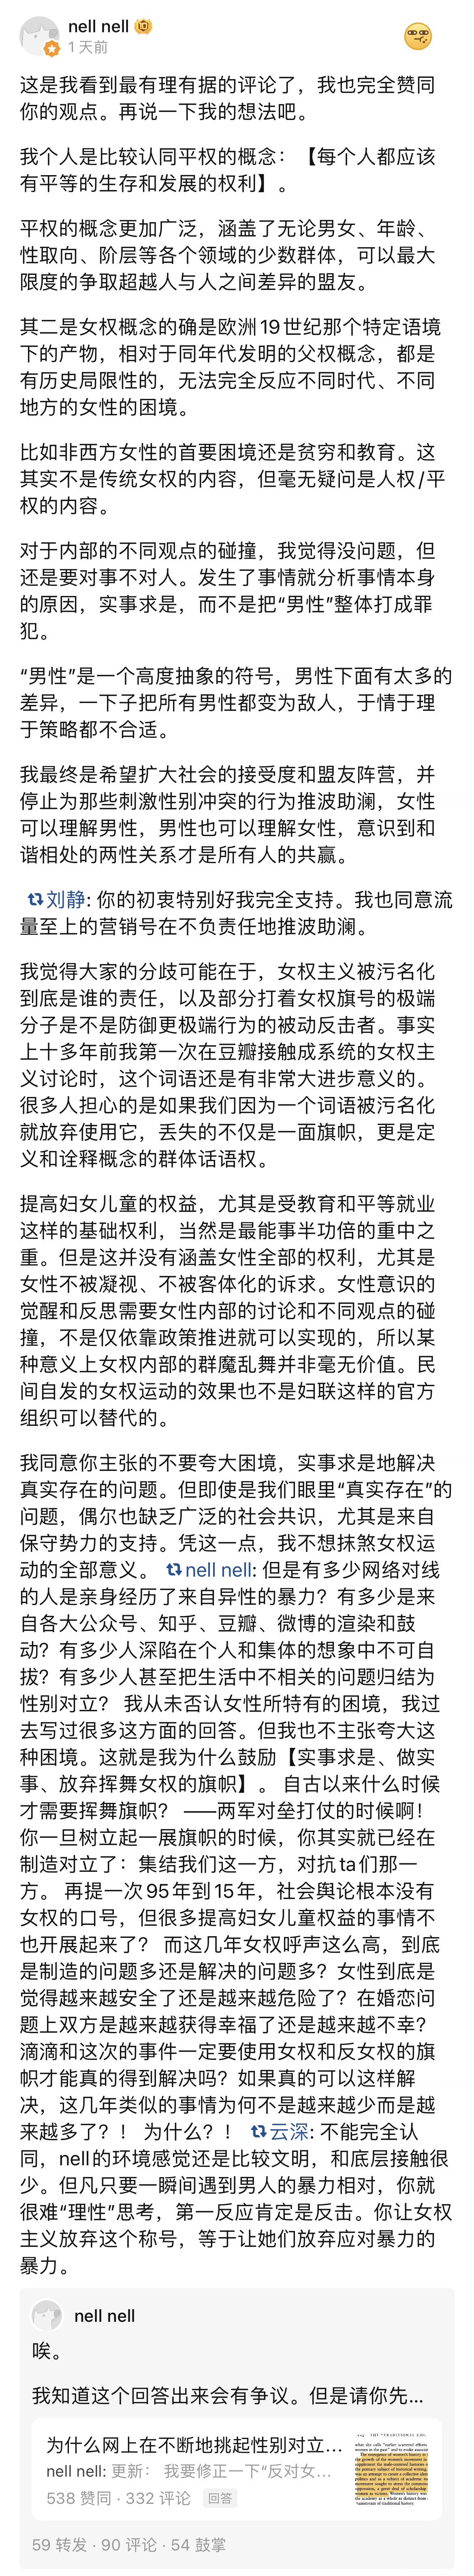 nell nell
1 天前
这是我看到最有理有据的评论了，我也完全赞同
你的观点。再说一下我的想法吧。
我个人是比较认同平权的概念：【每个人都应该
有平等的生存和发展的权利】。
平权的概念更加广泛，涵盖了无论男女、年龄、
性取向、阶层等各个领域的少数群体，可以最大
限度的争取超越人与人之间差异的盟友。
其二是女权概念的确是欧洲19世纪那个特定语境
下的产物，相对于同年代发明的父权概念，都是
有历史局限性的，无法完全反应不同时代、不同
地方的女性的困境。
比如非西方女性的首要困境还是贫穷和教育。这
其实不是传统女权的内容，但毫无疑问是人权/平
权的内容。
对于内部的不同观点的碰撞，我觉得没问题，但
还是要对事不对人。发生了事情就分析事情本身
的原因，实事求是，而不是把“男性”整体打成罪
犯。
“男性”是一个高度抽象的符号，男性下面有太多的
差异，一下子把所有男性都变为敌人，于情于理
于策略都不合适。
我最终是希望扩大社会的接受度和盟友阵营，并
停止为那些刺激性别冲突的行为推波助澜，女性
可以理解男性，男性也可以理解女性，意识到和
谐相处的两性关系才是所有人的共赢。
刘静: 你的初衷特别好我完全支持。我也同意流
量至上的营销号在不负责任地推波助澜。
我觉得大家的分歧可能在于，女权主义被污名化
到底是谁的责任，以及部分打着女权旗号的极端
分子是不是防御更极端行为的被动反击者。事实
上十多年前我第一次在豆瓣接触成系统的女权主
义讨论时，这个词语还是有非常大进步意义的。
很多人担心的是如果我们因为一个词语被污名化
就放弃使用它，丢失的不仅是一面旗帜，更是定
义和诠释概念的群体话语权。
提高妇女儿童的权益，尤其是受教育和平等就业
这样的基础权利，当然是最能事半功倍的重中之
重。但是这并没有涵盖女性全部的权利，尤其是
女性不被凝视、不被客体化的诉求。女性意识的
觉醒和反思需要女性内部的讨论和不同观点的碰
撞，不是仅依靠政策推进就可以实现的，所以某
种意义上女权内部的群魔乱舞并非毫无价值。民
间自发的女权运动的效果也不是妇联这样的官方
组织可以替代的。
我同意你主张的不要夸大困境，实事求是地解决
真实存在的问题。但即使是我们眼里“真实存在”的
问题，偶尔也缺乏广泛的社会共识，尤其是来自
保守势力的支持。凭这一点，我不想抹煞女权运
动的全部意义。 nell nell: 但是有多少网络对线
的人是亲身经历了来自异性的暴力？有多少是来
自各大公众号、知乎、豆瓣、微博的渲染和鼓
动？有多少人深陷在个人和集体的想象中不可自
拔？有多少人甚至把生活中不相关的问题归结为
性别对立？ 我从未否认女性所特有的困境，我过
去写过很多这方面的回答。但我也不主张夸大这
种困境。这就是我为什么鼓励【实事求是、做实
事、放弃挥舞女权的旗帜】。 自古以来什么时候
才需要挥舞旗帜？ ——两军对垒打仗的时候啊！
你一旦树立起一展旗帜的时候，你其实就已经在
制造对立了：集结我们这一方，对抗ta们那一
方。 再提一次95年到15年，社会舆论根本没有
女权的口号，但很多提高妇女儿童权益的事情不
也开展起来了？ 而这几年女权呼声这么高，到底
是制造的问题多还是解决的问题多？女性到底是
觉得越来越安全了还是越来越危险了？在婚恋问
题上双方是越来越获得幸福了还是越来越不幸？
滴滴和这次的事件一定要使用女权和反女权的旗
帜才能真的得到解决吗？如果真的可以这样解
决，这几年类似的事情为何不是越来越少而是越
来越多了？！ 为什么？！ 云深: 不能完全认
同，nell的环境感觉还是比较文明，和底层接触很
少。但凡只要一瞬间遇到男人的暴力相对，你就
很难“理性”思考，第一反应肯定是反击。你让女权
主义放弃这个称号，等于让她们放弃应对暴力的
暴力。
nell nell
唉。
我知道这个回答出来会有争议。但是请你先...
为什么网上在不断地挑起性别对立...
nell nell: 更新： 我要修正一下“反对女...
538 赞同 · 332 评论 回答
59 转发 · 90 评论 · 54 鼓掌